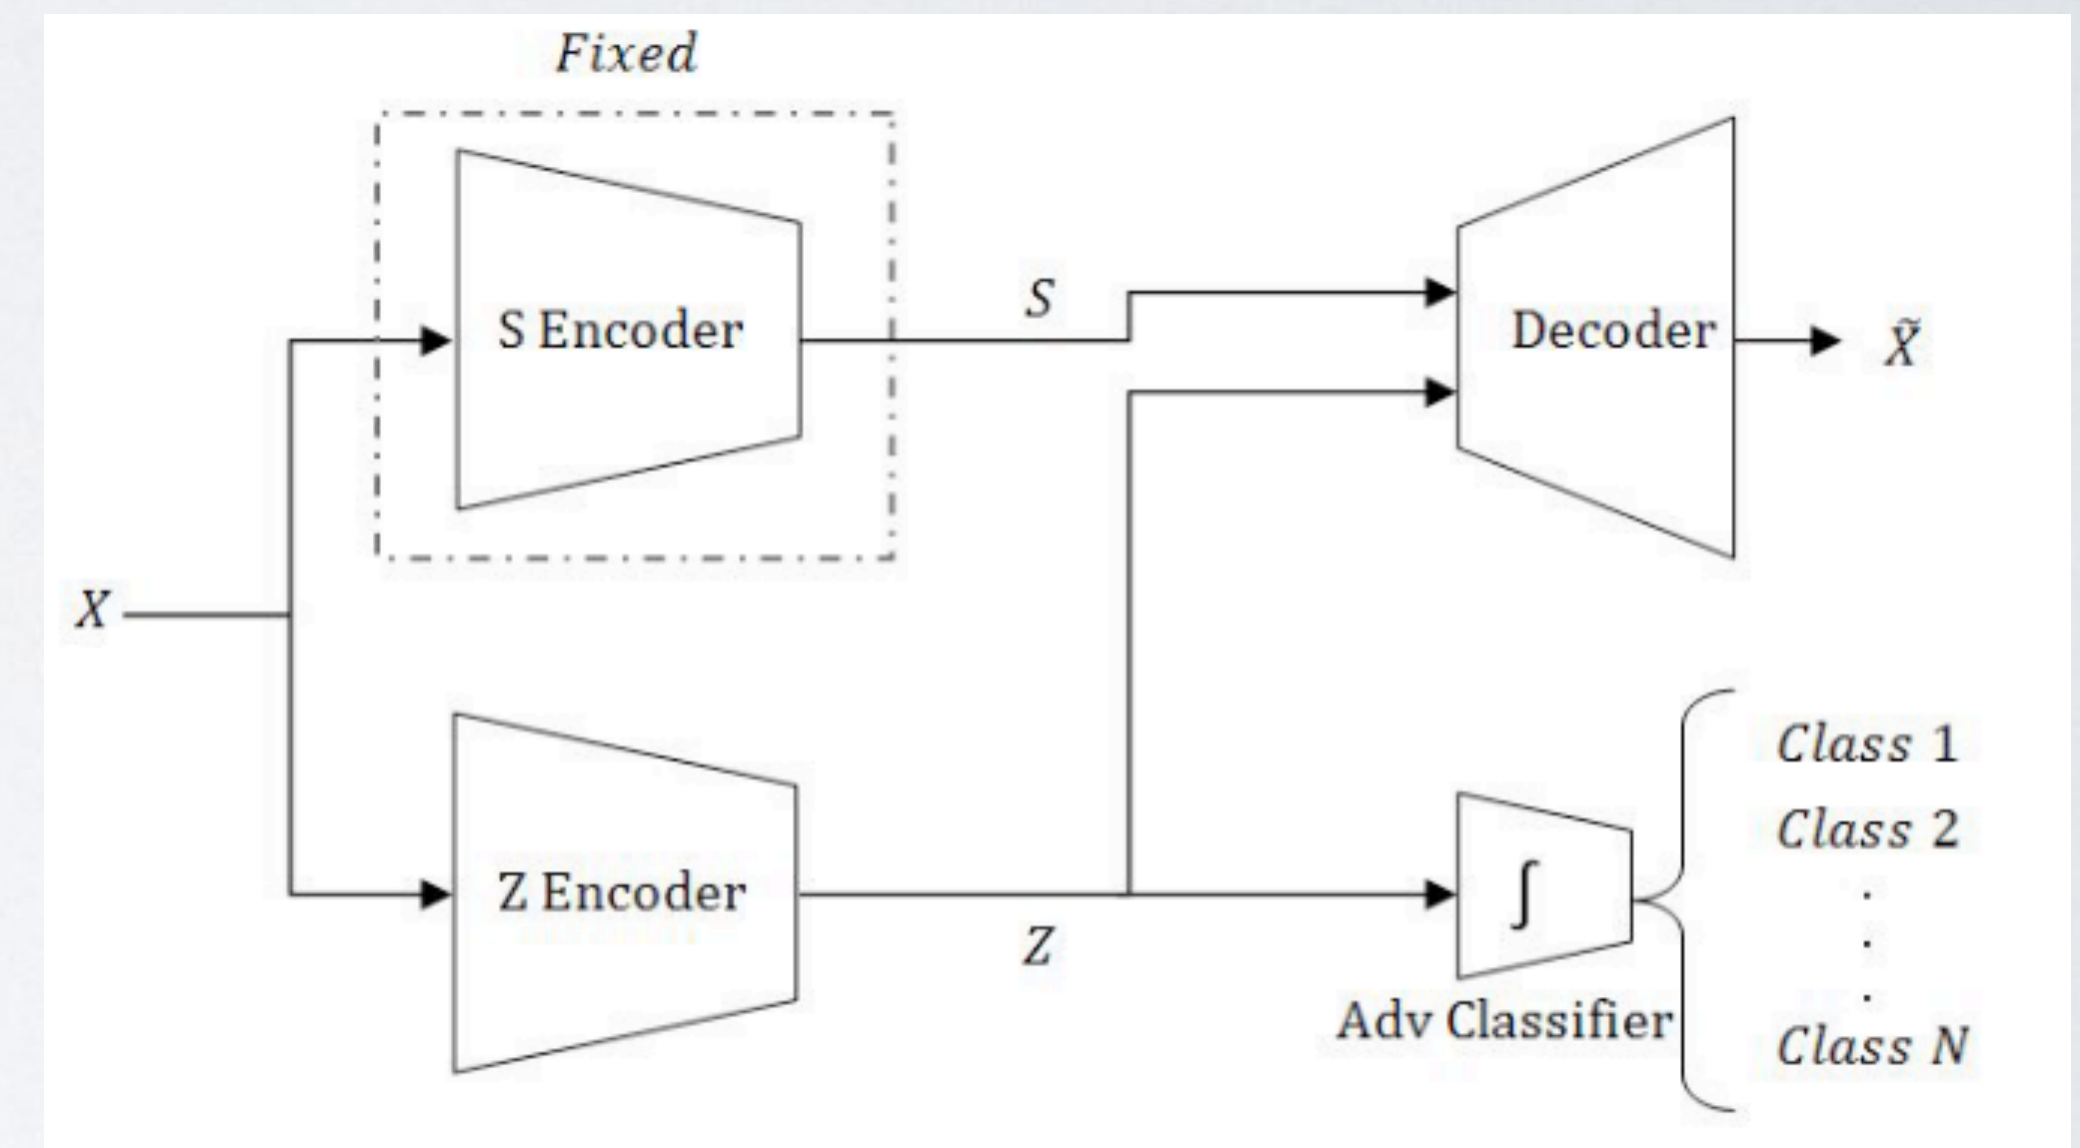 Fixed
S Encoder
S
Decoder
X̃
X
Z Encoder
Z
∫
Adv Classifier
Class 1
Class 2
.
.
.
Class N